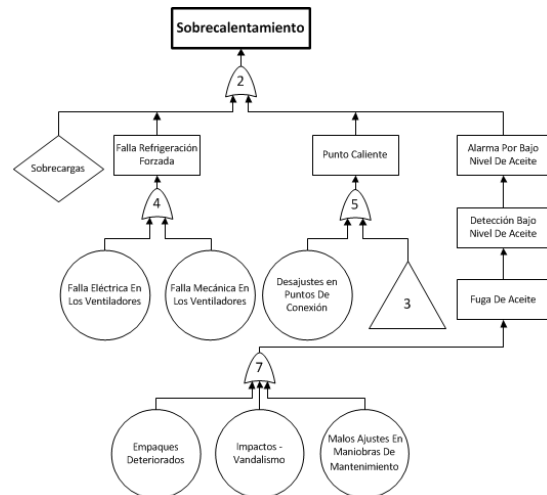 Sobrecalentamiento
2
Sobrecargas
Falla Refrigeración
Forzada
Punto Caliente
Alarma Por Bajo
Nivel De Aceite
4
5
Detección Bajo
Nivel De Aceite
Falla Eléctrica En
Los Ventiladores
Falla Mecánica En
Los Ventiladores
Desajustes en
Puntos De
Conexión
3
Fuga De Aceite
7
Empaques
Deteriorados
Impactos -
Vandalismo
Malos Ajustes En
Maniobras De
Mantenimiento